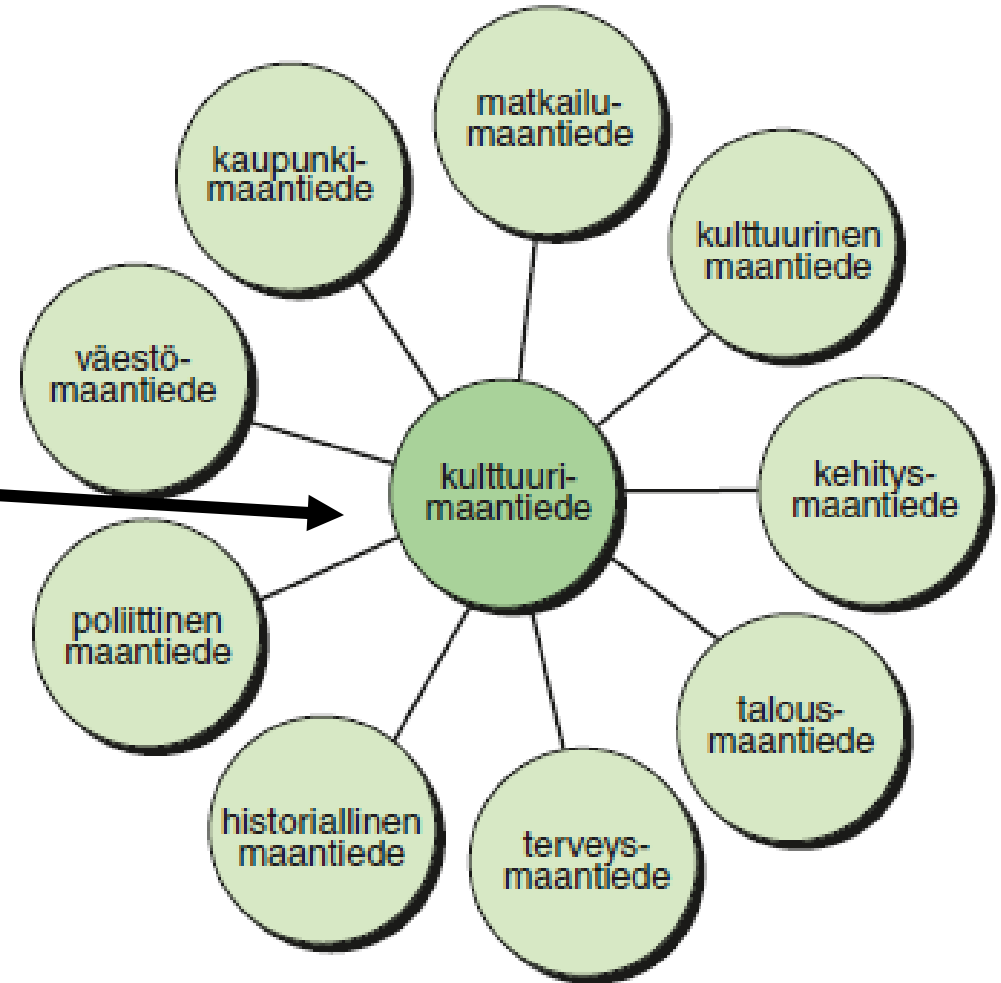 matkailu-
maantiede
kaupunki-
maantiede
kulttuurinen
maantiede
väestö-
maantiede
kulttuuri-
maantiede
kehitys-
maantiede
poliittinen
maantiede
talous-
maantiede
historiallinen
maantiede
terveys-
maantiede